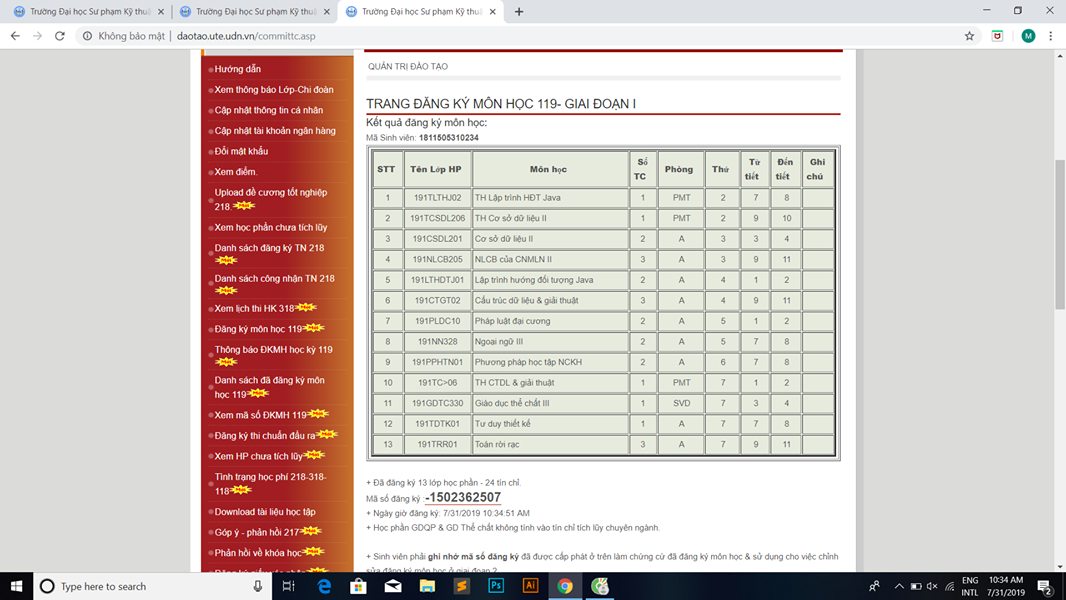 Trường Đại học Sư phạm Kỹ thuậ
Trường Đại học Sư phạm Kỹ thuậ
Trường Đại học Sư phạm Kỹ thuậ
Không bảo mật | daotao.ute.udn.vn/committc.asp
M
Hướng dẫn
Xem thông báo Lớp-Chi đoàn
Cập nhật thông tin cá nhân
Cập nhật tài khoản ngân hàng
Đổi mật khẩu
Xem điểm.
Upload đề cương tốt nghiệp
218.
Xem học phần chưa tích lũy
Danh sách đăng ký TN 218
Danh sách công nhận TN 218
Xem lịch thi HK 318
Đăng ký môn học 119
Thông báo ĐKMH học kỳ 119
Danh sách đã đăng ký môn
học 119
Xem mã số ĐKMH 119
Đăng ký thi chuẩn đầu ra
Xem HP chưa tích lũy
Tình trạng học phí 218-318-
118
Download tài liệu học tập
Góp ý - phản hồi 217
Phản hồi về khóa học
QUẢN TRỊ ĐÀO TẠO
TRANG ĐĂNG KÝ MÔN HỌC 119- GIAI ĐOẠN I
Kết quả đăng ký môn học:
Mã Sinh viên: 1811505310234
STT Tên Lớp HP Môn học Số TC Phòng Thứ Từ tiết Đến tiết Ghi chú
1 191TLTHJ02 TH Lập trình HĐT Java 1 PMT 2 7 8
2 191TCSDL206 TH Cơ sở dữ liệu II 1 PMT 2 9 10
3 191CSDL201 Cơ sở dữ liệu II 2 A 3 3 4
4 191NLCB205 NLCB của CNMLN II 3 A 3 9 11
5 191LTHDTJ01 Lập trình hướng đối tượng Java 2 A 4 1 2
6 191CTGT02 Cấu trúc dữ liệu & giải thuật 3 A 4 9 11
7 191PLDC10 Pháp luật đại cương 2 A 5 1 2
8 191NN328 Ngoại ngữ III 2 A 5 7 8
9 191PPHTN01 Phương pháp học tập NCKH 2 A 6 7 8
10 191TC>06 TH CTDL & giải thuật 1 PMT 7 1 2
11 191GDTC330 Giáo dục thể chất III 1 SVD 7 3 4
12 191TDTK01 Tư duy thiết kế 1 A 7 7 8
13 191TRR01 Toán rời rạc 3 A 7 9 11
+ Đã đăng ký 13 lớp học phần - 24 tín chỉ.
Mã số đăng ký :-1502362507
+ Ngày giờ đăng ký: 7/31/2019 10:34:51 AM
+ Học phần GDQP & GD Thể chất không tính vào tín chỉ tích lũy chuyên ngành.
+ Sinh viên phải ghi nhớ mã số đăng ký đã được cấp phát ở trên làm chứng cứ đã đăng ký môn học & sử dụng cho việc chỉnh
sửa đăng ký môn học ở giai đoạn 2
Type here to search
Ps
Ai
ENG
INTL
10:34 AM
7/31/2019
2